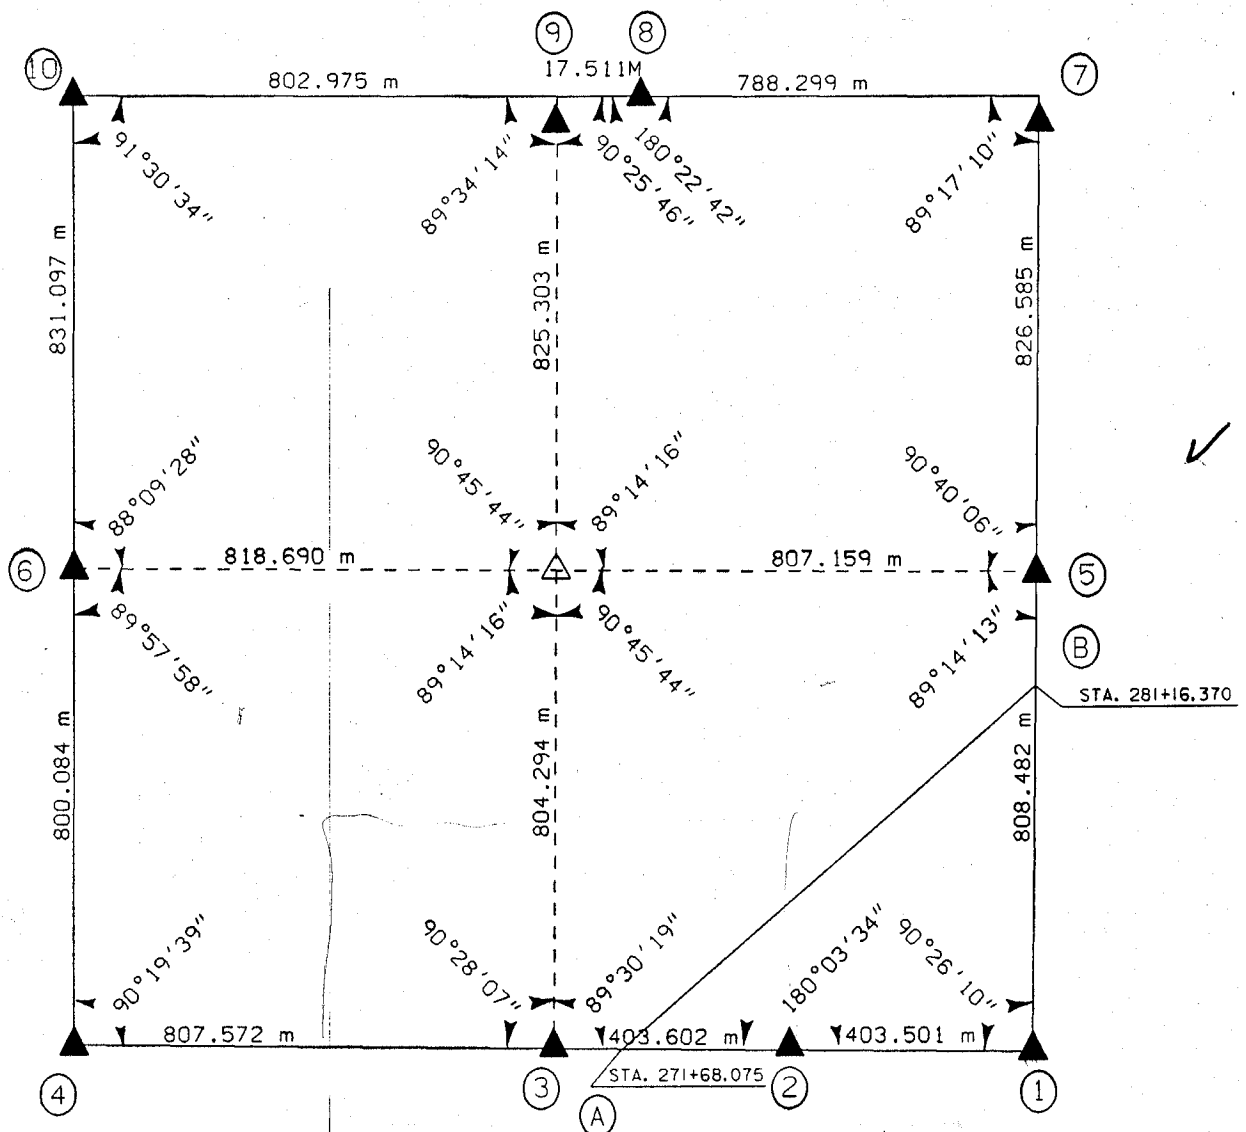 9 8
10 17.511M 7
802.975 m 788.299 m
91°30'34"
89°34'14"
90°25'46"
180°22'42"
89°17'10"
831.097 m
825.303 m
826.585 m
88°09'28"
90°45'44"
89°14'16"
90°40'06"
6 818.690 m 807.159 m 5
89°57'58"
89°14'16"
90°45'44"
89°14'13"
B
STA. 281+16.370
800.084 m
804.294 m
808.482 m
90°19'39"
90°28'07"
89°30'19"
180°03'34"
90°26'10"
807.572 m 403.602 m 403.501 m
STA. 271+68.075
4 3 A 2 1